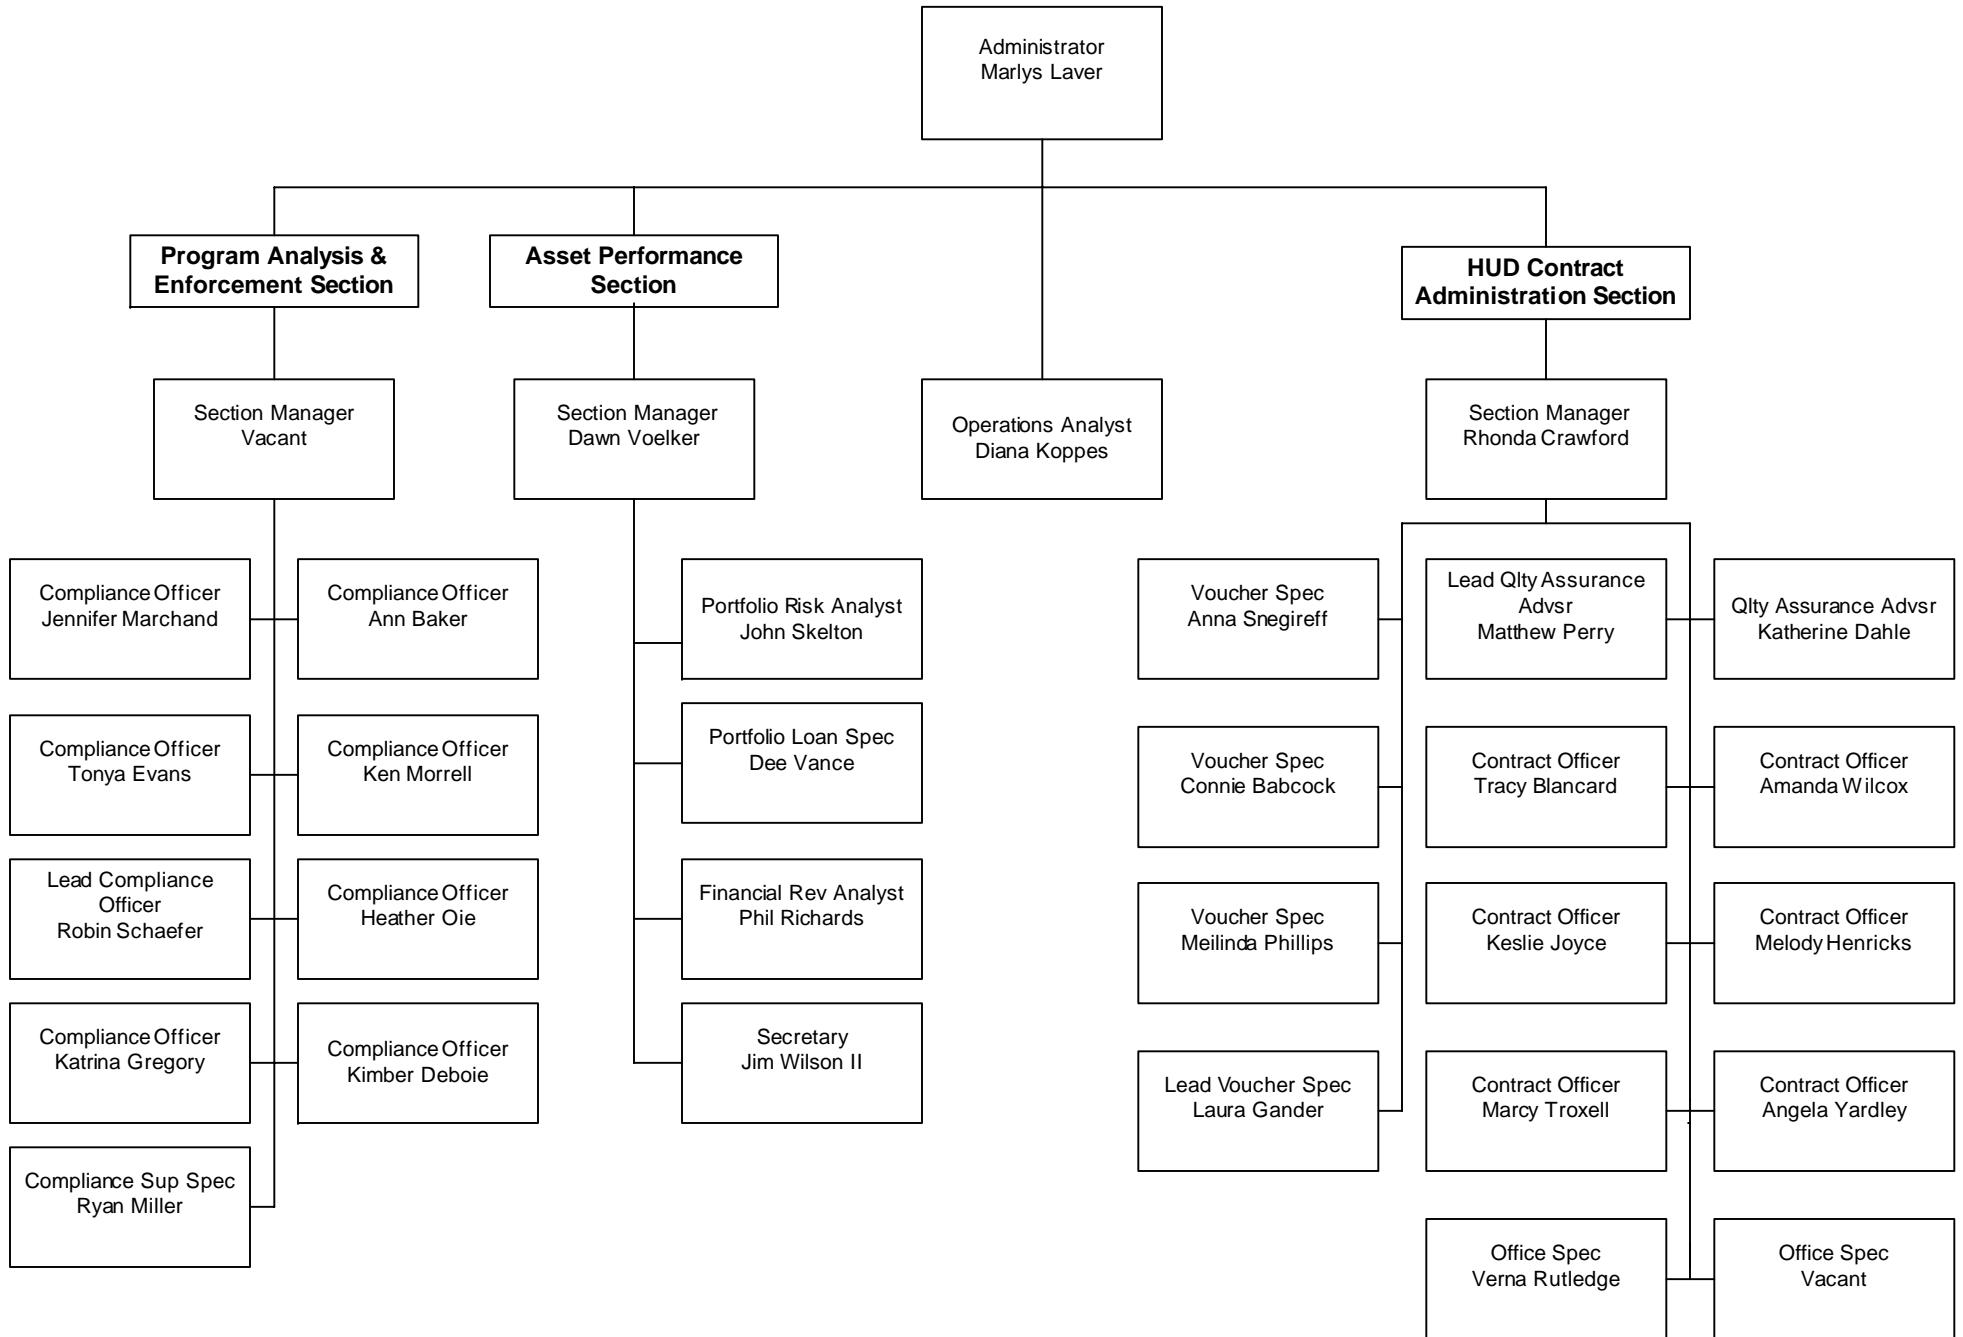 Administrator
Marlys Laver
Program Analysis &
Enforcement Section
Asset Performance
Section
HUD Contract
Administration Section
Section Manager
Vacant
Section Manager
Dawn Voelker
Operations Analyst
Diana Koppes
Section Manager
Rhonda Crawford
Compliance Officer
Jennifer Marchand
Compliance Officer
Ann Baker
Compliance Officer
Tonya Evans
Compliance Officer
Ken Morrell
Lead Compliance
Officer
Robin Schaefer
Compliance Officer
Heather Oie
Compliance Officer
Katrina Gregory
Compliance Officer
Kimber Deboie
Compliance Sup Spec
Ryan Miller
Portfolio Risk Analyst
John Skelton
Portfolio Loan Spec
Dee Vance
Financial Rev Analyst
Phil Richards
Secretary
Jim Wilson II
Voucher Spec
Anna Snegireff
Lead Qlty Assurance
Advsr
Matthew Perry
Qlty Assurance Advsr
Katherine Dahle
Voucher Spec
Connie Babcock
Contract Officer
Tracy Blancard
Contract Officer
Amanda Wilcox
Voucher Spec
Meilinda Phillips
Contract Officer
Keslie Joyce
Contract Officer
Melody Henricks
Lead Voucher Spec
Laura Gander
Contract Officer
Marcy Troxell
Contract Officer
Angela Yardley
Office Spec
Verna Rutledge
Office Spec
Vacant